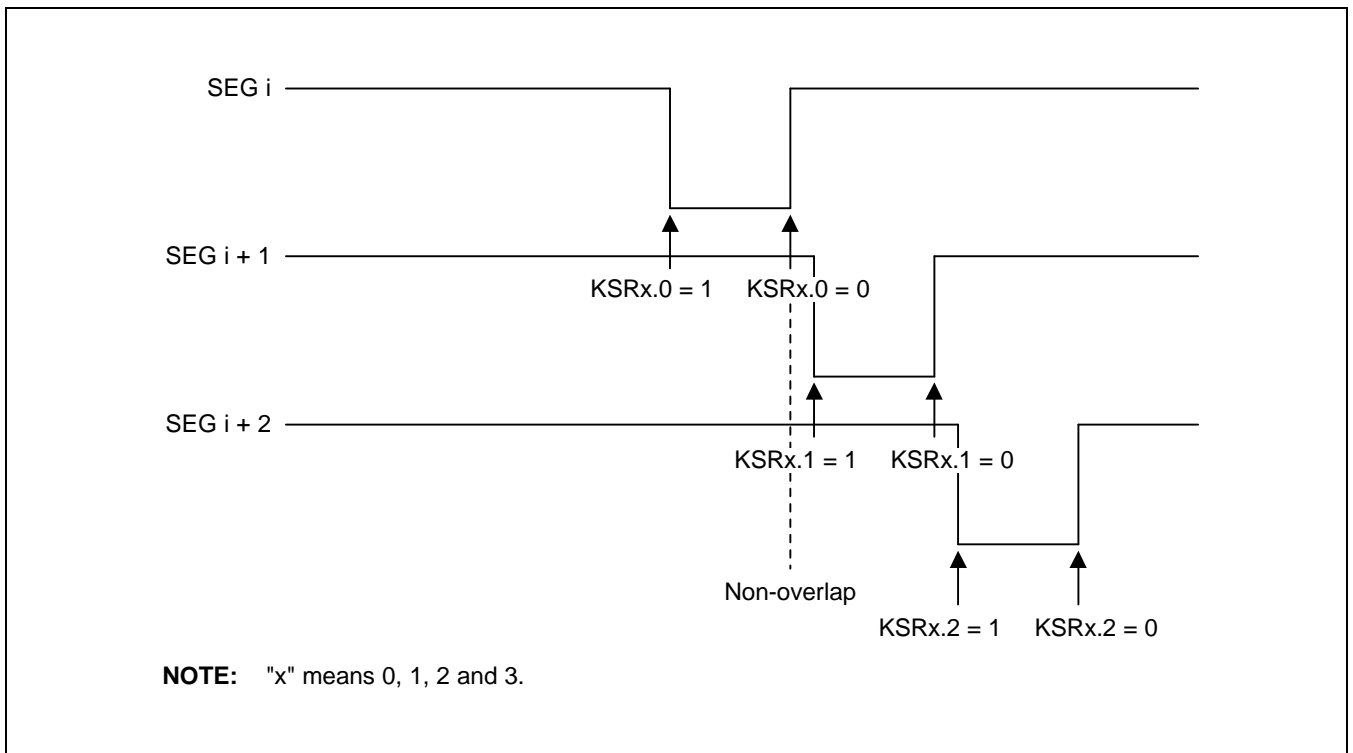 SEG i
SEG i + 1
KSRx.0 = 1 KSRx.0 = 0
SEG i + 2
KSRx.1 = 1 KSRx.1 = 0
Non-overlap
KSRx.2 = 1 KSRx.2 = 0
NOTE: "x" means 0, 1, 2 and 3.